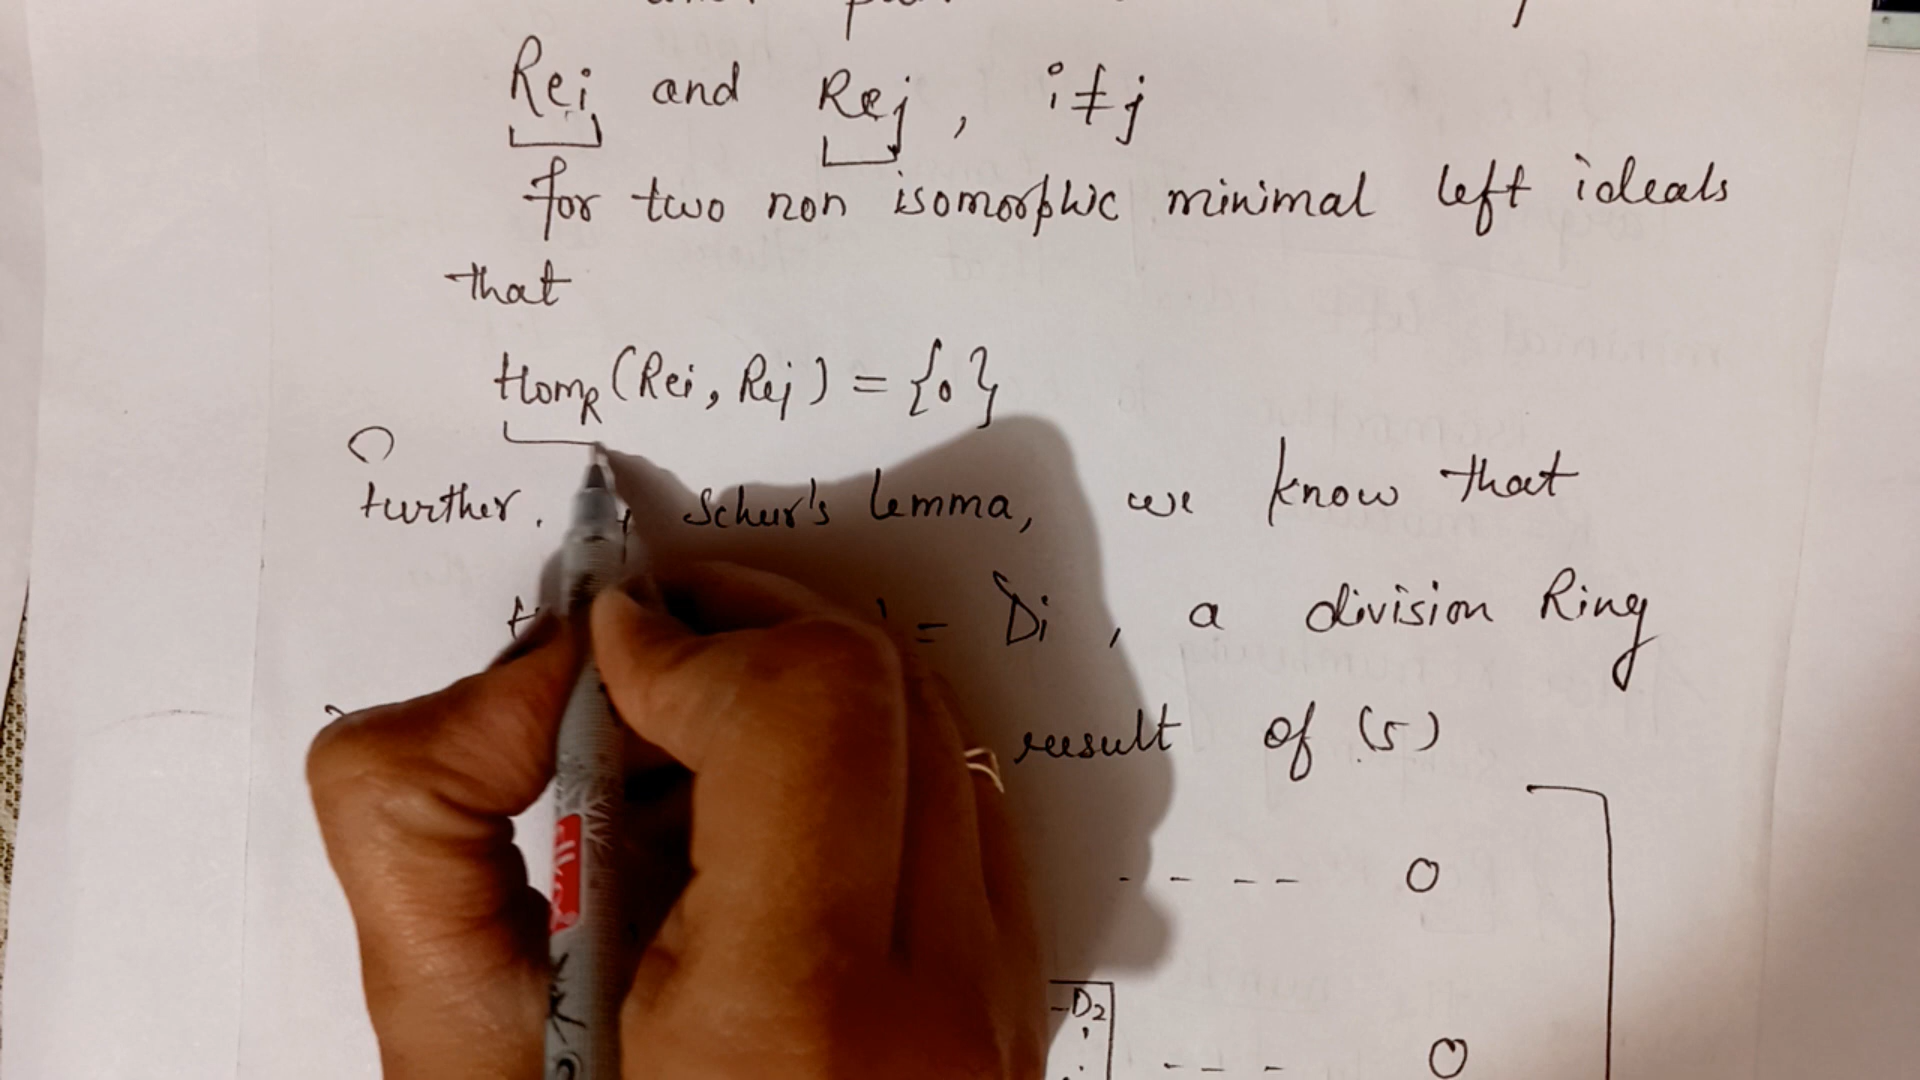 Rei and Rej , i≠j
for two non isomorphic minimal left ideals
that
HomR(Rei, Rej) = {0}
Further. Schur's lemma, we know that
= Di , a division Ring
result of (5)
---- 0
-D2
--- 0